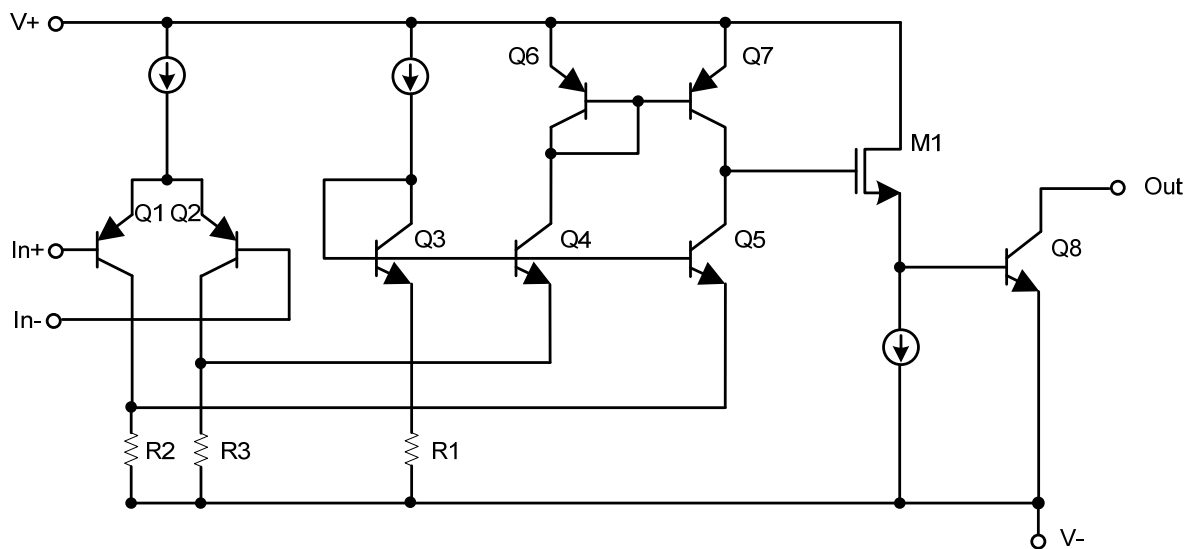 V+
Q6
Q7
M1
Out
Q1
Q2
In+
Q3
Q4
Q5
Q8
In-
R2
R3
R1
V-